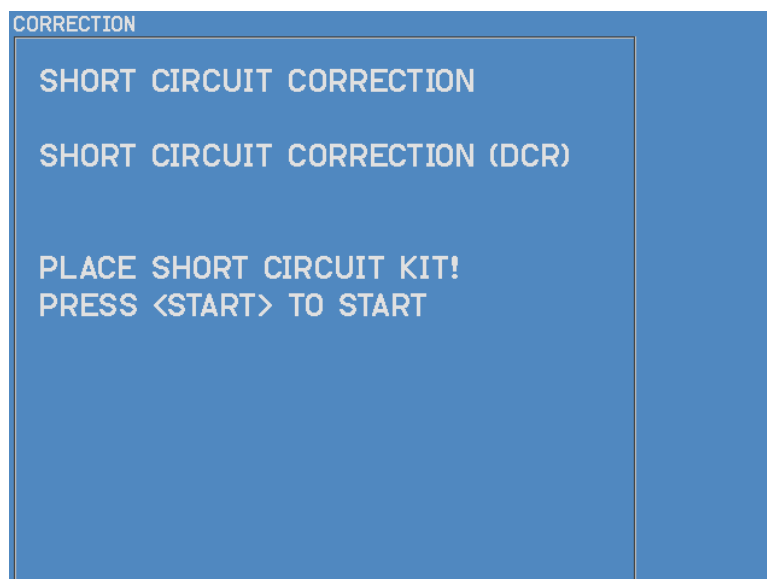 CORRECTION
SHORT CIRCUIT CORRECTION
SHORT CIRCUIT CORRECTION (DCR)
PLACE SHORT CIRCUIT KIT!
PRESS <START> TO START